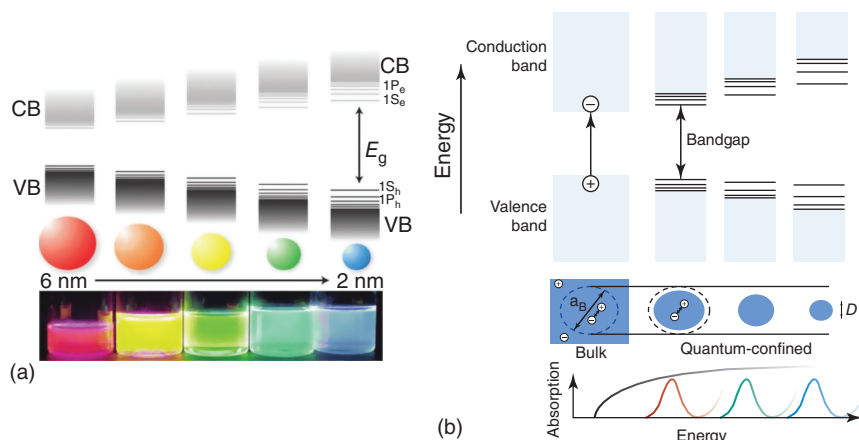 CB
1Pe
1Se
CB
Eg
VB
1Sh
1Ph
VB
6 nm
2 nm
(a)
Conduction
band
Energy
Bandgap
Valence
band
aB
D
Bulk
Quantum-confined
Absorption
Energy
(b)